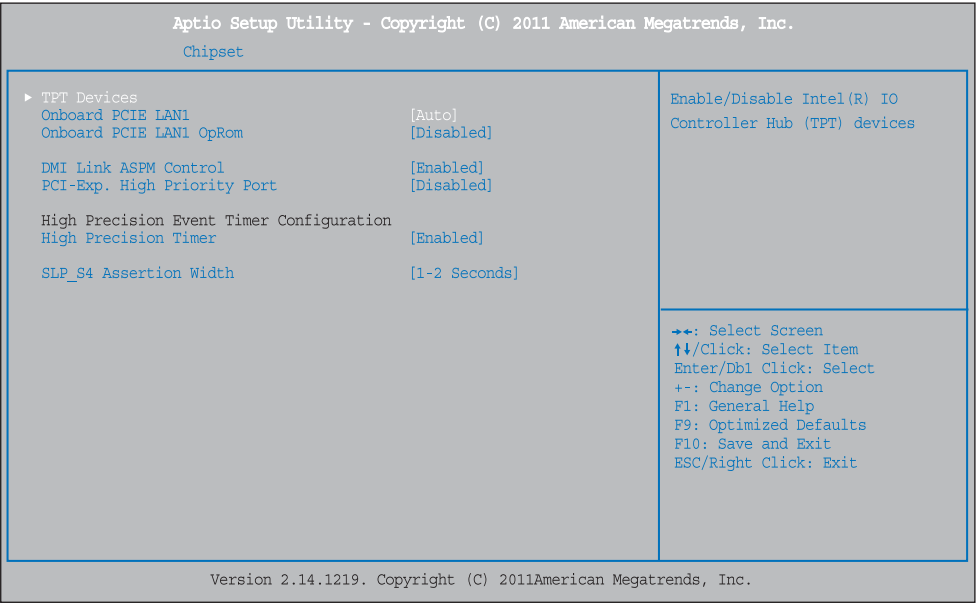 Aptio Setup Utility - Copyright (C) 2011 American Megatrends, Inc.
Chipset
▶ TPT Devices
Onboard PCIE LAN1 [Auto]
Onboard PCIE LAN1 OpRom [Disabled]
DMI Link ASPM Control [Enabled]
PCI-Exp. High Priority Port [Disabled]
High Precision Event Timer Configuration
High Precision Timer [Enabled]
SLP_S4 Assertion Width [1-2 Seconds]
Enable/Disable Intel(R) IO
Controller Hub (TPT) devices
→←: Select Screen
↑↓/Click: Select Item
Enter/Db1 Click: Select
+-: Change Option
F1: General Help
F9: Optimized Defaults
F10: Save and Exit
ESC/Right Click: Exit
Version 2.14.1219. Copyright (C) 2011American Megatrends, Inc.